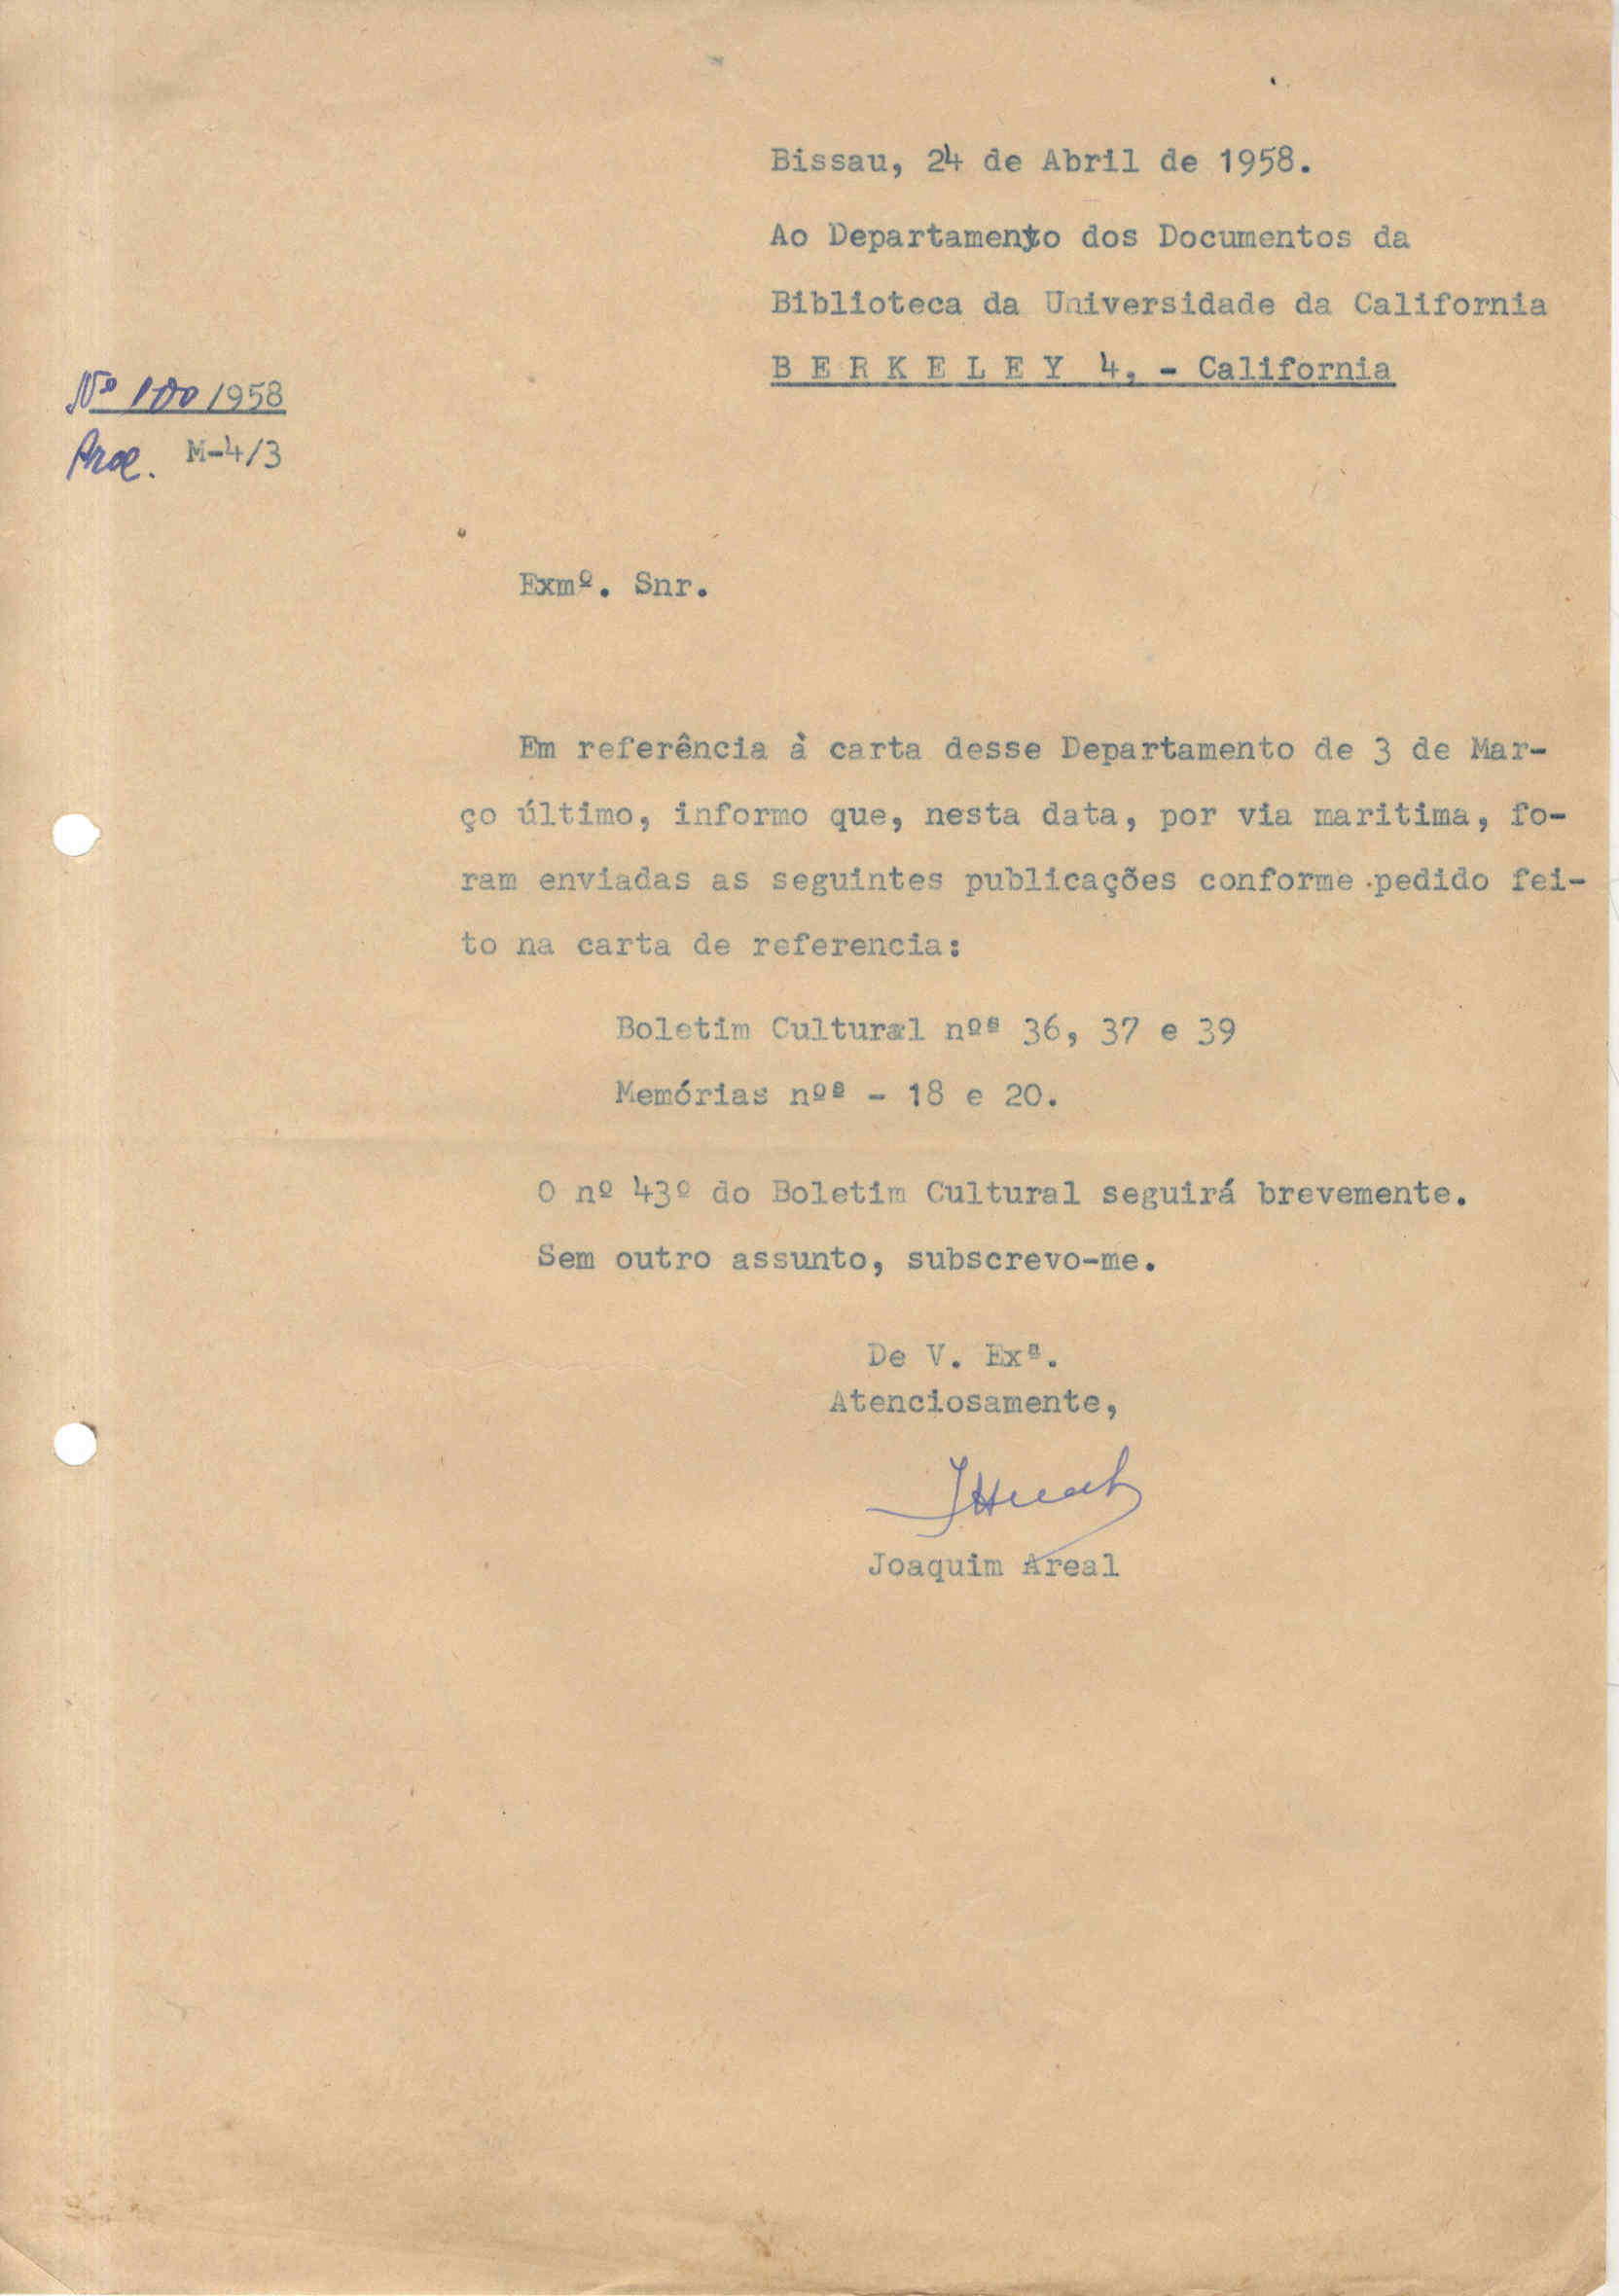 Bissau, 24 de Abril de 1958.
Ao Departamento dos Documentos da
Biblioteca da Universidade da California
B E R K E L E Y 4. - California
Nº 100/1958
Proc. M-4/3
Exmº. Snr.
Em referência à carta desse Departamento de 3 de Mar-
ço último, informo que, nesta data, por via maritima, fo-
ram enviadas as seguintes publicações conforme pedido fei-
to na carta de referencia:
Boletim Cultural nºs 36, 37 e 39
Memórias nºs - 18 e 20.
O nº 43º do Boletim Cultural seguirá brevemente.
Sem outro assunto, subscrevo-me.
De V. Exª.
Atenciosamente,
Joaquim Areal